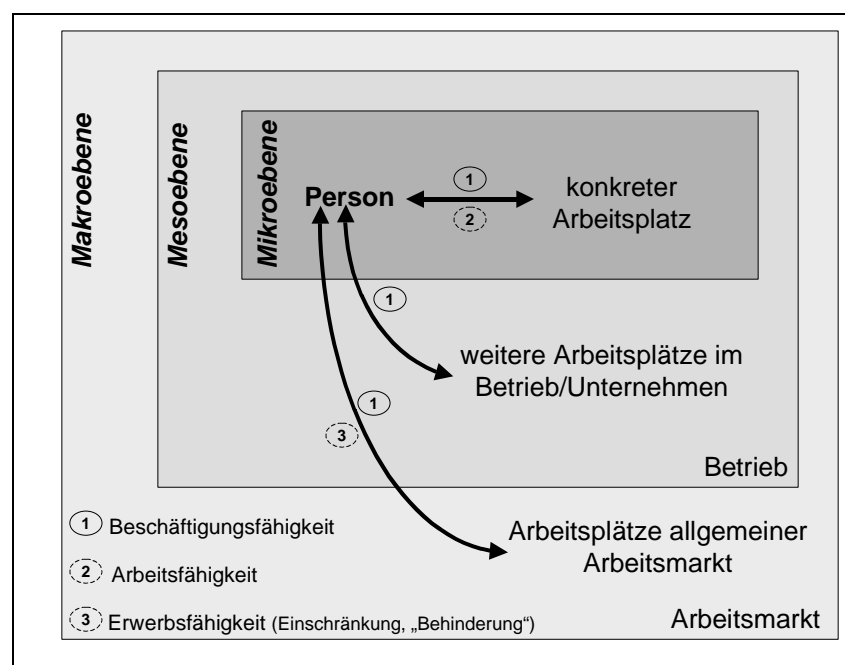 Makroebene
Mesoebene
Mikroebene
Person
1
2
konkreter
Arbeitsplatz
1
weitere Arbeitsplätze im
Betrieb/Unternehmen
1
3
Betrieb
Arbeitsplätze allgemeiner
Arbeitsmarkt
1 Beschäftigungsfähigkeit
2 Arbeitsfähigkeit
3 Erwerbsfähigkeit (Einschränkung, „Behinderung“)
Arbeitsmarkt